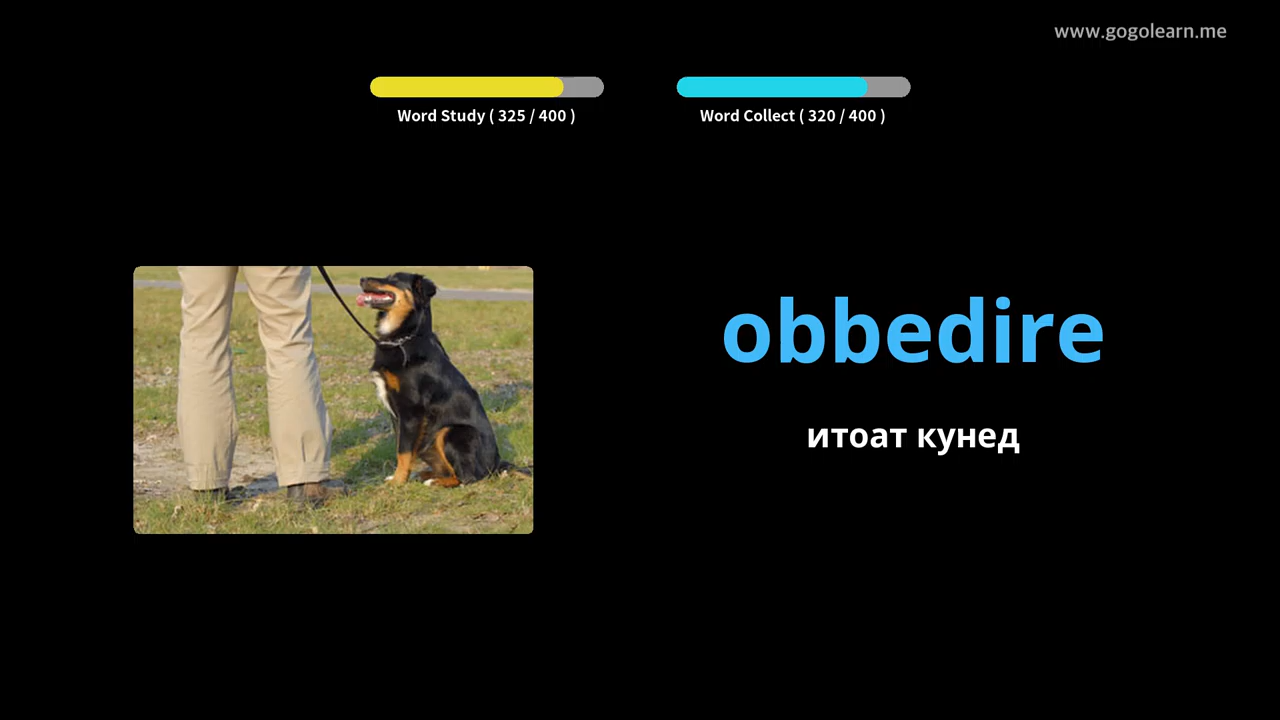 www.gogolearn.me
Word Study ( 325 / 400 )
Word Collect ( 320 / 400 )
obbedire
итоат кунед